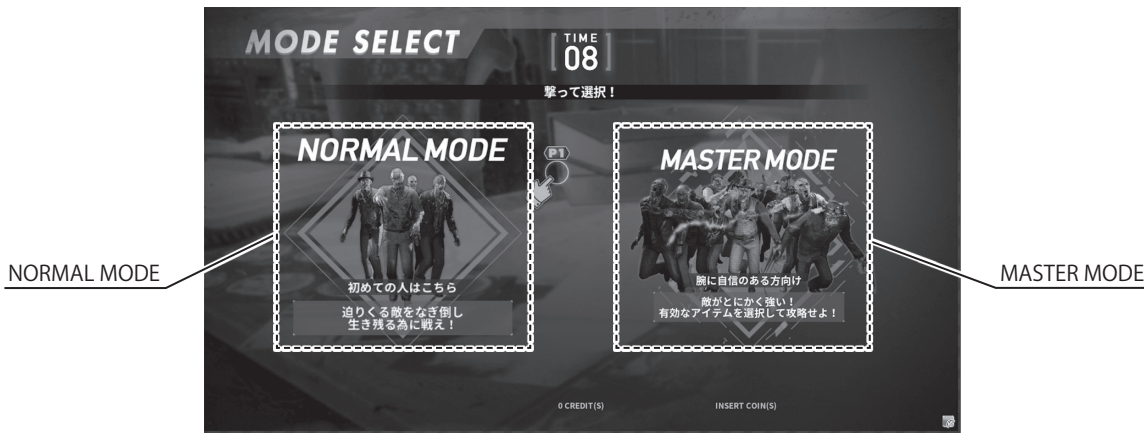 MODE SELECT
TIME
08
撃って選択！
NORMAL MODE
P1
MASTER MODE
初めての人はこちら
迫りくる敵をなぎ倒し
生き残る為に戦え！
腕に自信のある方向け
敵がとにかく強い！
有効なアイテムを選択して攻略せよ！
NORMAL MODE
MASTER MODE
0 CREDIT(S)
INSERT COIN(S)